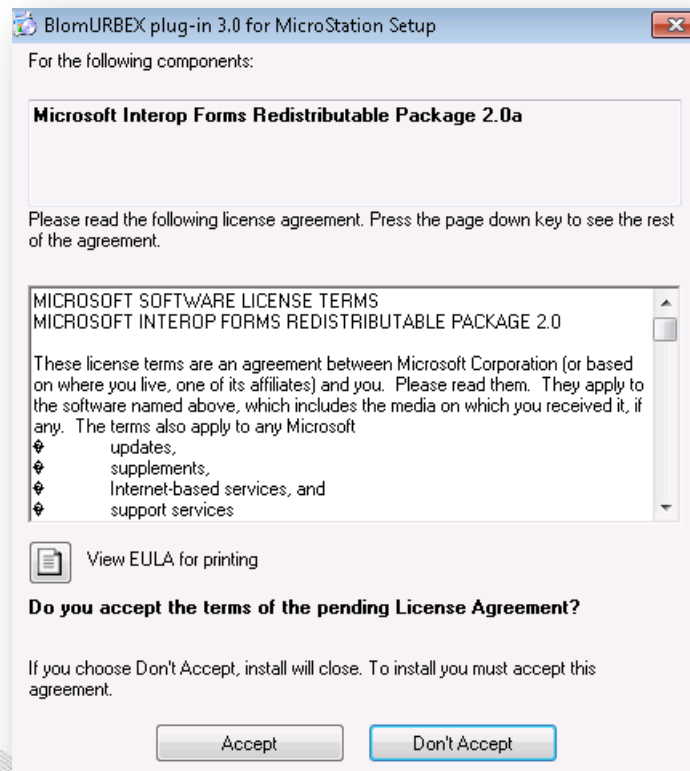 BlomURBEX plug-in 3.0 for MicroStation Setup
For the following components:
Microsoft Interop Forms Redistributable Package 2.0a
Please read the following license agreement. Press the page down key to see the rest
of the agreement.
MICROSOFT SOFTWARE LICENSE TERMS
MICROSOFT INTEROP FORMS REDISTRIBUTABLE PACKAGE 2.0
These license terms are an agreement between Microsoft Corporation (or based
on where you live, one of its affiliates) and you.  Please read them.  They apply to
the software named above, which includes the media on which you received it, if
any.  The terms also apply to any Microsoft
� updates,
� supplements,
� Internet-based services, and
� support services
View EULA for printing
Do you accept the terms of the pending License Agreement?
If you choose Don't Accept, install will close. To install you must accept this
agreement.
Accept
Don't Accept